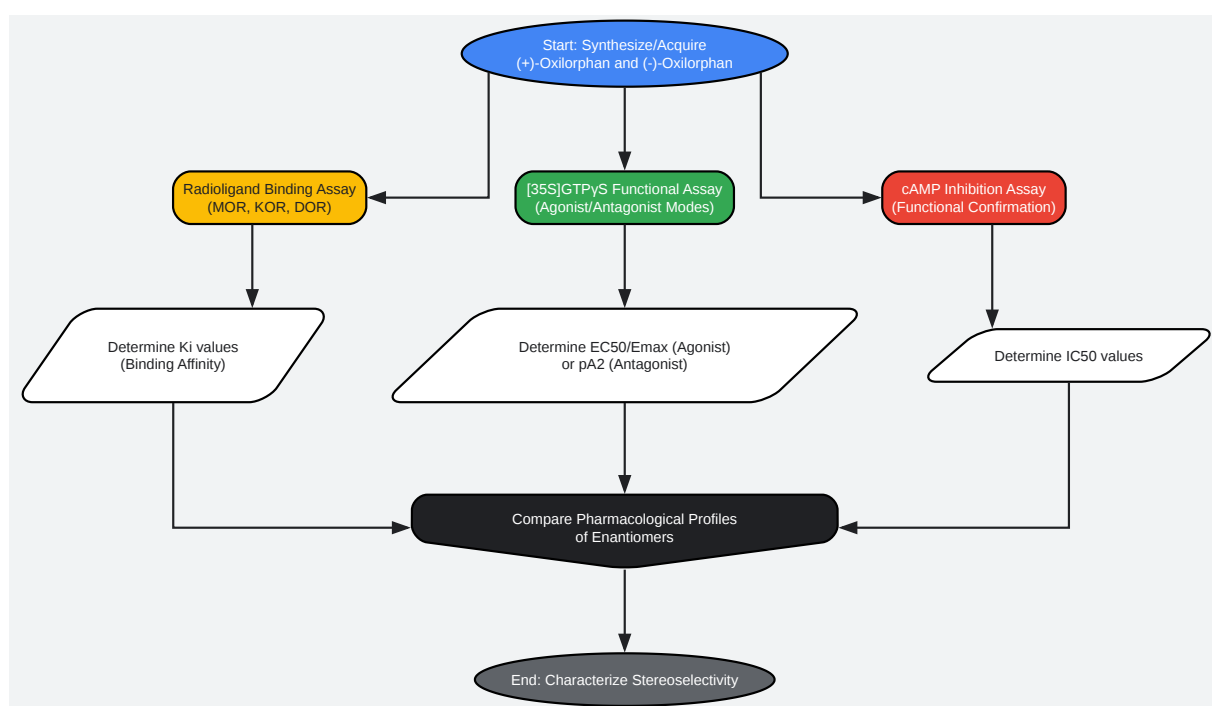 Start: Synthesize/Acquire
(+)-Oxilorphan and (-)-Oxilorphan
Radioligand Binding Assay
(MOR, KOR, DOR)
[35S]GTPγS Functional Assay
(Agonist/Antagonist Modes)
cAMP Inhibition Assay
(Functional Confirmation)
Determine Ki values
(Binding Affinity)
Determine EC50/Emax (Agonist)
or pA2 (Antagonist)
Determine IC50 values
Compare Pharmacological Profiles
of Enantiomers
End: Characterize Stereoselectivity